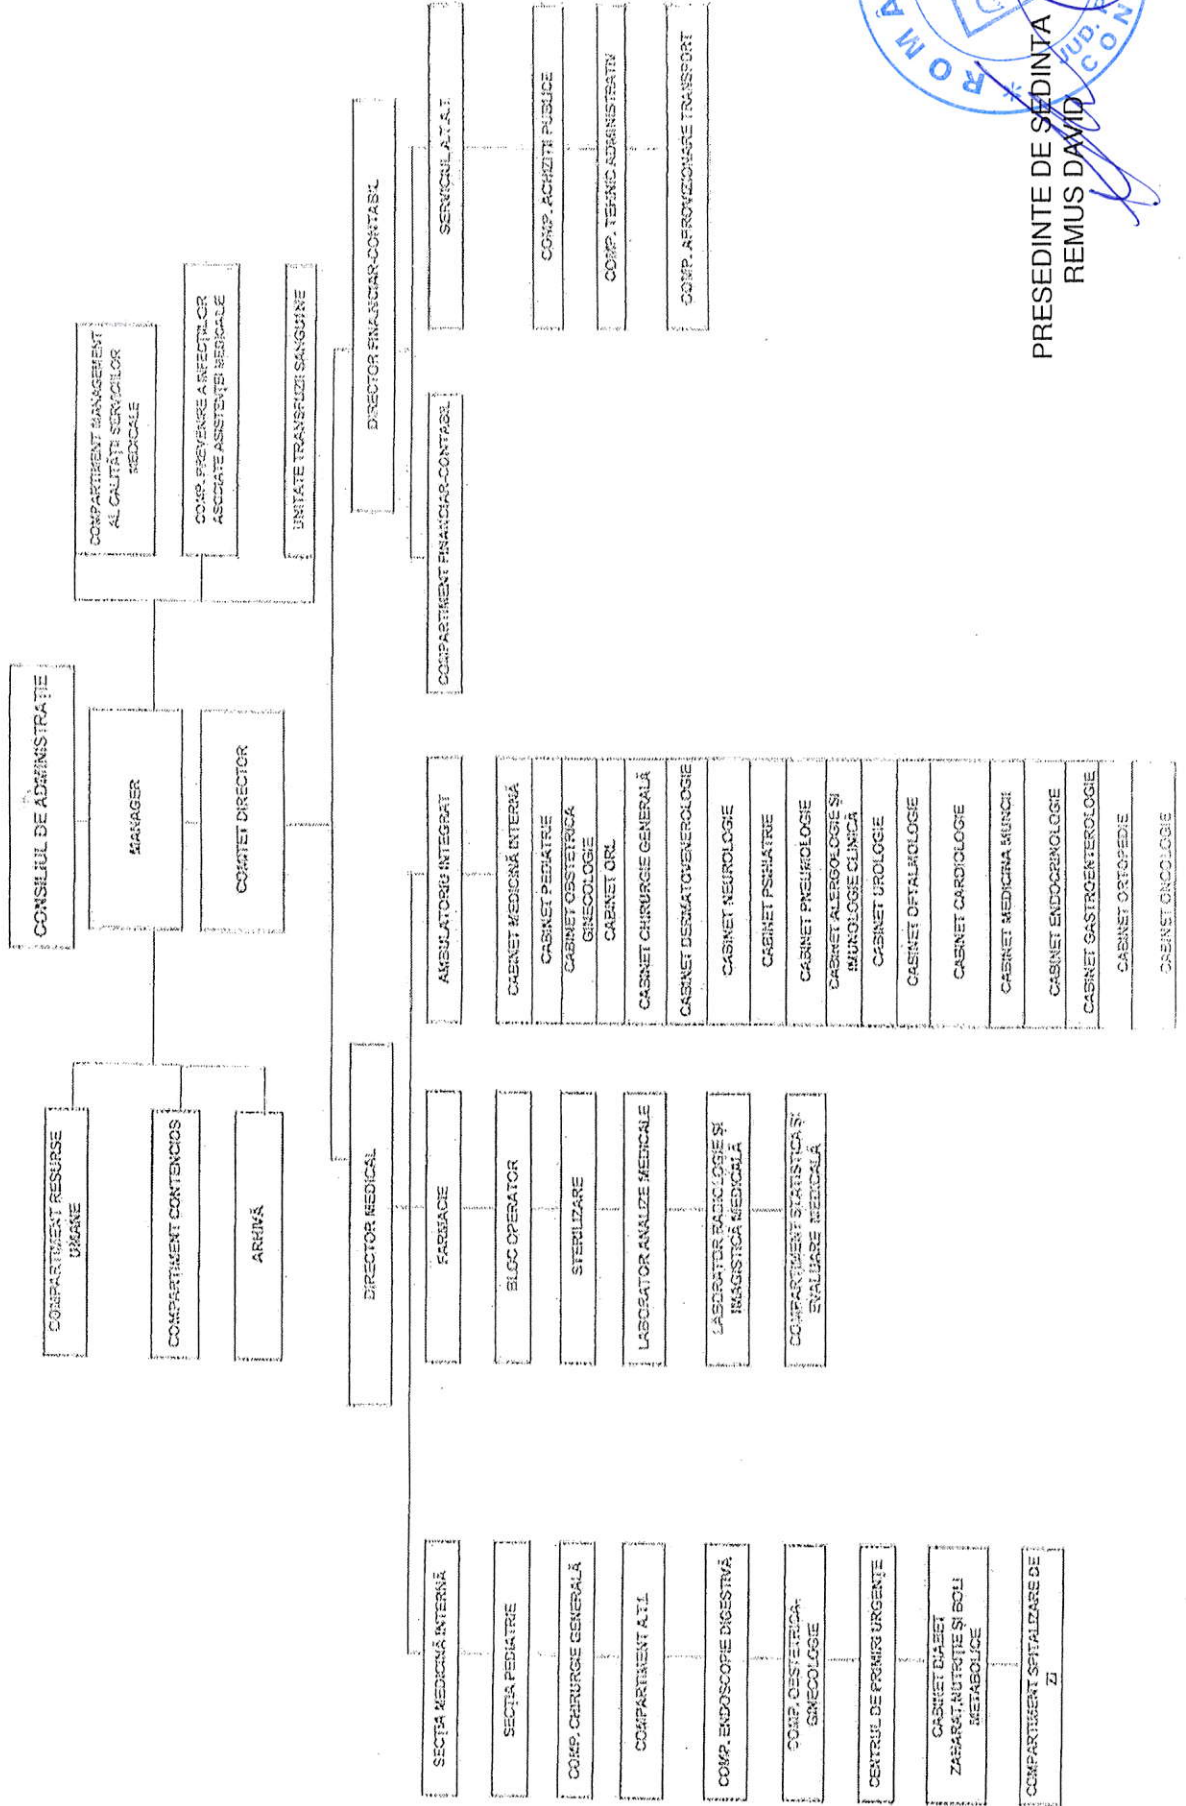 CONSILIUL DE ADMINISTRAȚIE
MANAGER
COMITET DIRECTOR
COMPARTIMENT RESURSE
UMANE
COMPARTIMENT CONTENCIOS
ARHIVĂ
COMPARTIMENT MANAGEMENT
AL CALITĂȚII SERVICIILOR
MEDICALE
COMP. PREVENIRE A INFECȚIILOR
ASOCIATE ASISTENȚEI MEDICALE
UNITATE TRANSFUZII SANGUINE
DIRECTOR MEDICAL
DIRECTOR FINANCIAR-CONTABIL
SECȚIA MEDICINĂ INTERNĂ
SECȚIA PEDIATRIE
COMP. CHIRURGIE GENERALĂ
COMPARTIMENT A.T.I.
COMP. ENDOSCOPIE DIGESTIVĂ
COMP. OBSTETRICA-
GINECOLOGIE
CENTRUL DE PRIMIRI URGENȚE
CABINET DIABET
ZAHARAT, NUTRIȚIE ȘI BOLI
METABOLICE
COMPARTIMENT SPITALIZARE DE
ZI
FARMACIE
BLOC OPERATOR
STERILIZARE
LABORATOR ANALIZE MEDICALE
LABORATOR RADIOLOGIE ȘI
IMAGISTICĂ MEDICALĂ
COMPARTIMENT STATISTICA ȘI
EVALUARE MEDICALĂ
AMBULATORIU INTEGRAT
CABINET MEDICINĂ INTERNĂ
CABINET PEDIATRIE
CABINET OBSTETRICA
GINECOLOGIE
CABINET ORL
CABINET CHIRURGIE GENERALĂ
CABINET DERMATOVENEROLOGIE
CABINET NEUROLOGIE
CABINET PSIHIATRIE
CABINET PNEUMOLOGIE
CABINET ALERGOLOGIE ȘI
IMUNOLOGIE CLINICĂ
CABINET UROLOGIE
CABINET OFTALMOLOGIE
CABINET CARDIOLOGIE
CABINET MEDICINA MUNCII
CABINET ENDOCRINOLOGIE
CABINET GASTROENTEROLOGIE
CABINET ORTOPEDIE
CABINET ONCOLOGIE
COMPARTIMENT FINANCIAR-CONTABIL
SERVICIUL A.T.A.T.
COMP. ACHIZIȚII PUBLICE
COMP. TEHNIC ADMINISTRATIV
COMP. APROVIZIONARE TRANSPORT
PRESEDINTE DE SEDINTA
REMUS DAVID
* ROMÂ
JUD.
CON